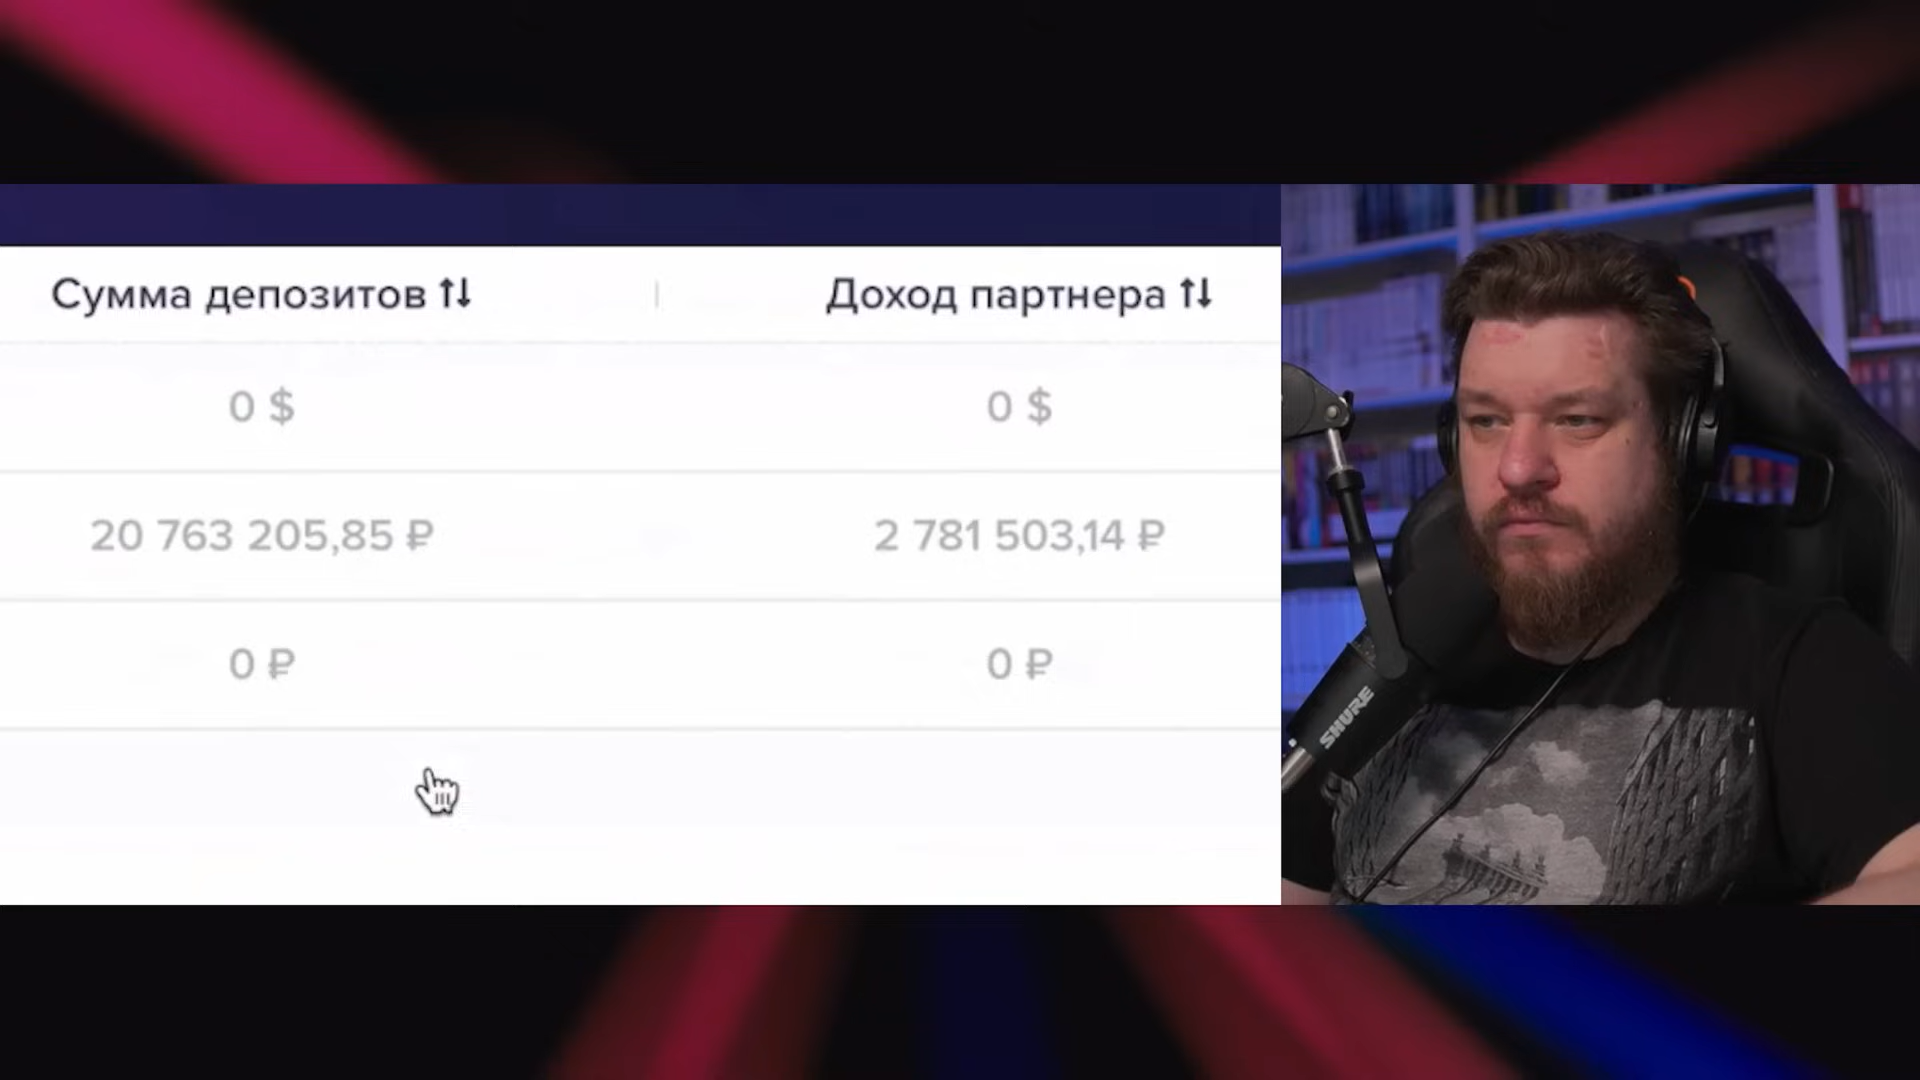 Сумма депозитов Доход партнера
0 $ 0 $
20 763 205,85 ₽ 2 781 503,14 ₽
0 ₽ 0 ₽
SHURE